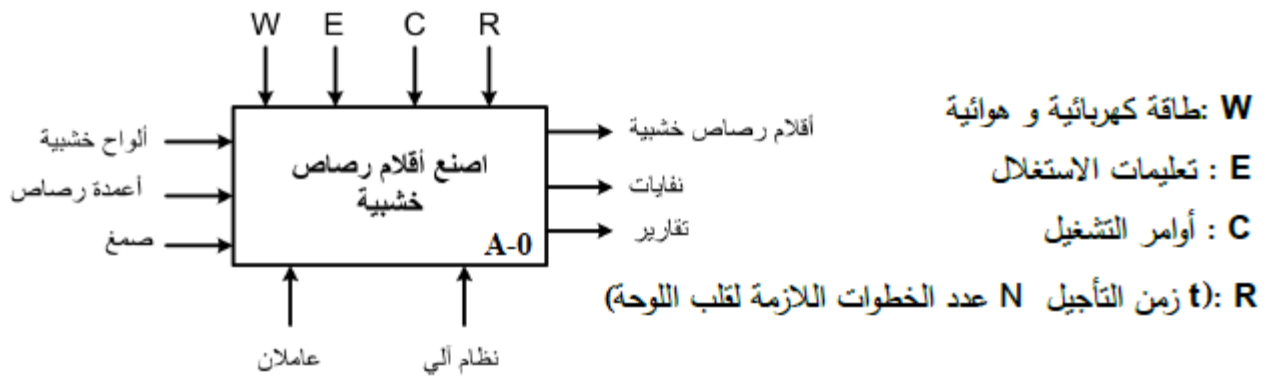 W E C R
ألواح خشبية
أعمدة رصاص
صمغ
اصنع أقلام رصاص
خشبية
A-0
أقلام رصاص خشبية
نفايات
تقارير
عاملان
نظام آلي
W :طاقة كهربائية و هوائية
E : تعليمات الاستغلال
C : أوامر التشغيل
R :(t زمن التأجيل N عدد الخطوات اللازمة لقلب اللوحة)